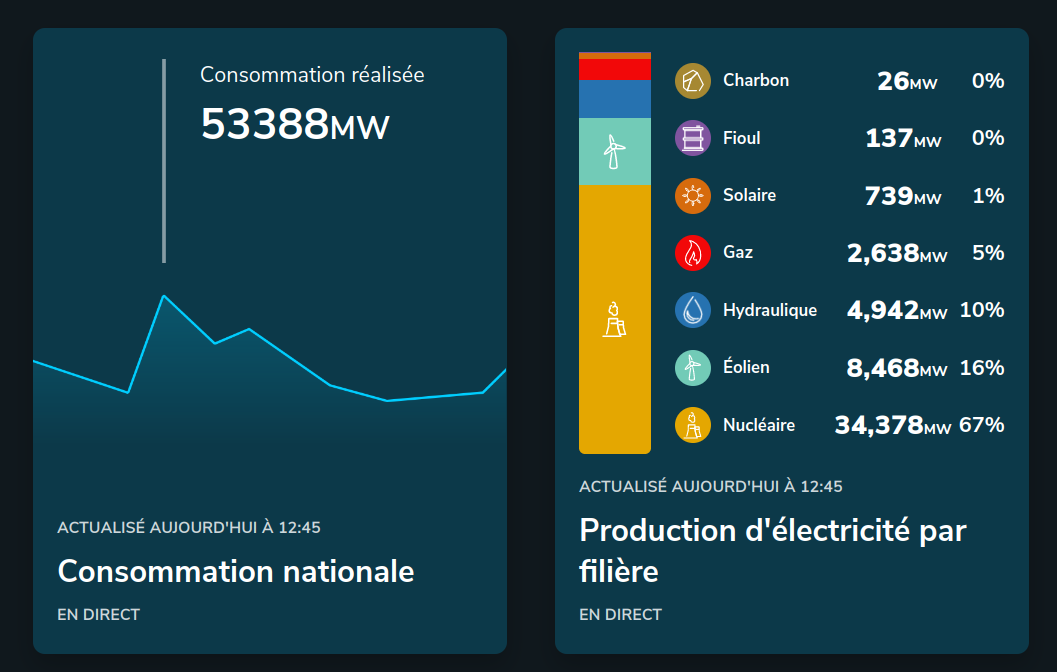 Consommation réalisée
53388MW
ACTUALISÉ AUJOURD'HUI À 12:45
Consommation nationale
EN DIRECT
Charbon 26MW 0%
Fioul 137MW 0%
Solaire 739MW 1%
Gaz 2,638MW 5%
Hydraulique 4,942MW 10%
Éolien 8,468MW 16%
Nucléaire 34,378MW 67%
ACTUALISÉ AUJOURD'HUI À 12:45
Production d'électricité par
filière
EN DIRECT